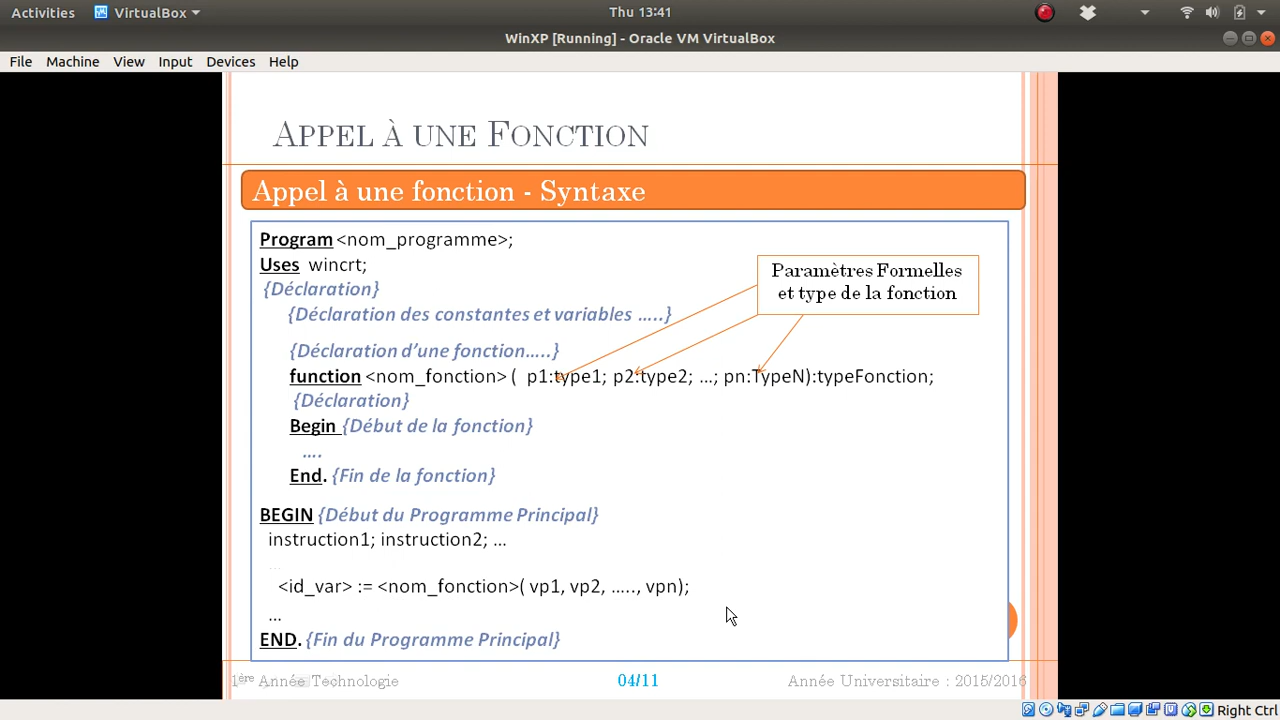 Activities VirtualBox Thu 13:41
WinXP [Running] - Oracle VM VirtualBox
File Machine View Input Devices Help
APPEL À UNE FONCTION
Appel à une fonction - Syntaxe
Program <nom_programme>;
Uses wincrt;
{Déclaration}
{Déclaration des constantes et variables …..}
Paramètres Formelles
et type de la fonction
{Déclaration d’une fonction…..}
function <nom_fonction> ( p1:type1; p2:type2; …; pn:TypeN):typeFonction;
{Déclaration}
Begin {Début de la fonction}
….
End. {Fin de la fonction}
BEGIN {Début du Programme Principal}
instruction1; instruction2; …
…
<id_var> := <nom_fonction>( vp1, vp2, ….., vpn);
…
END. {Fin du Programme Principal}
1ère Année Technologie 04/11 Année Universitaire : 2015/2016
Right Ctrl